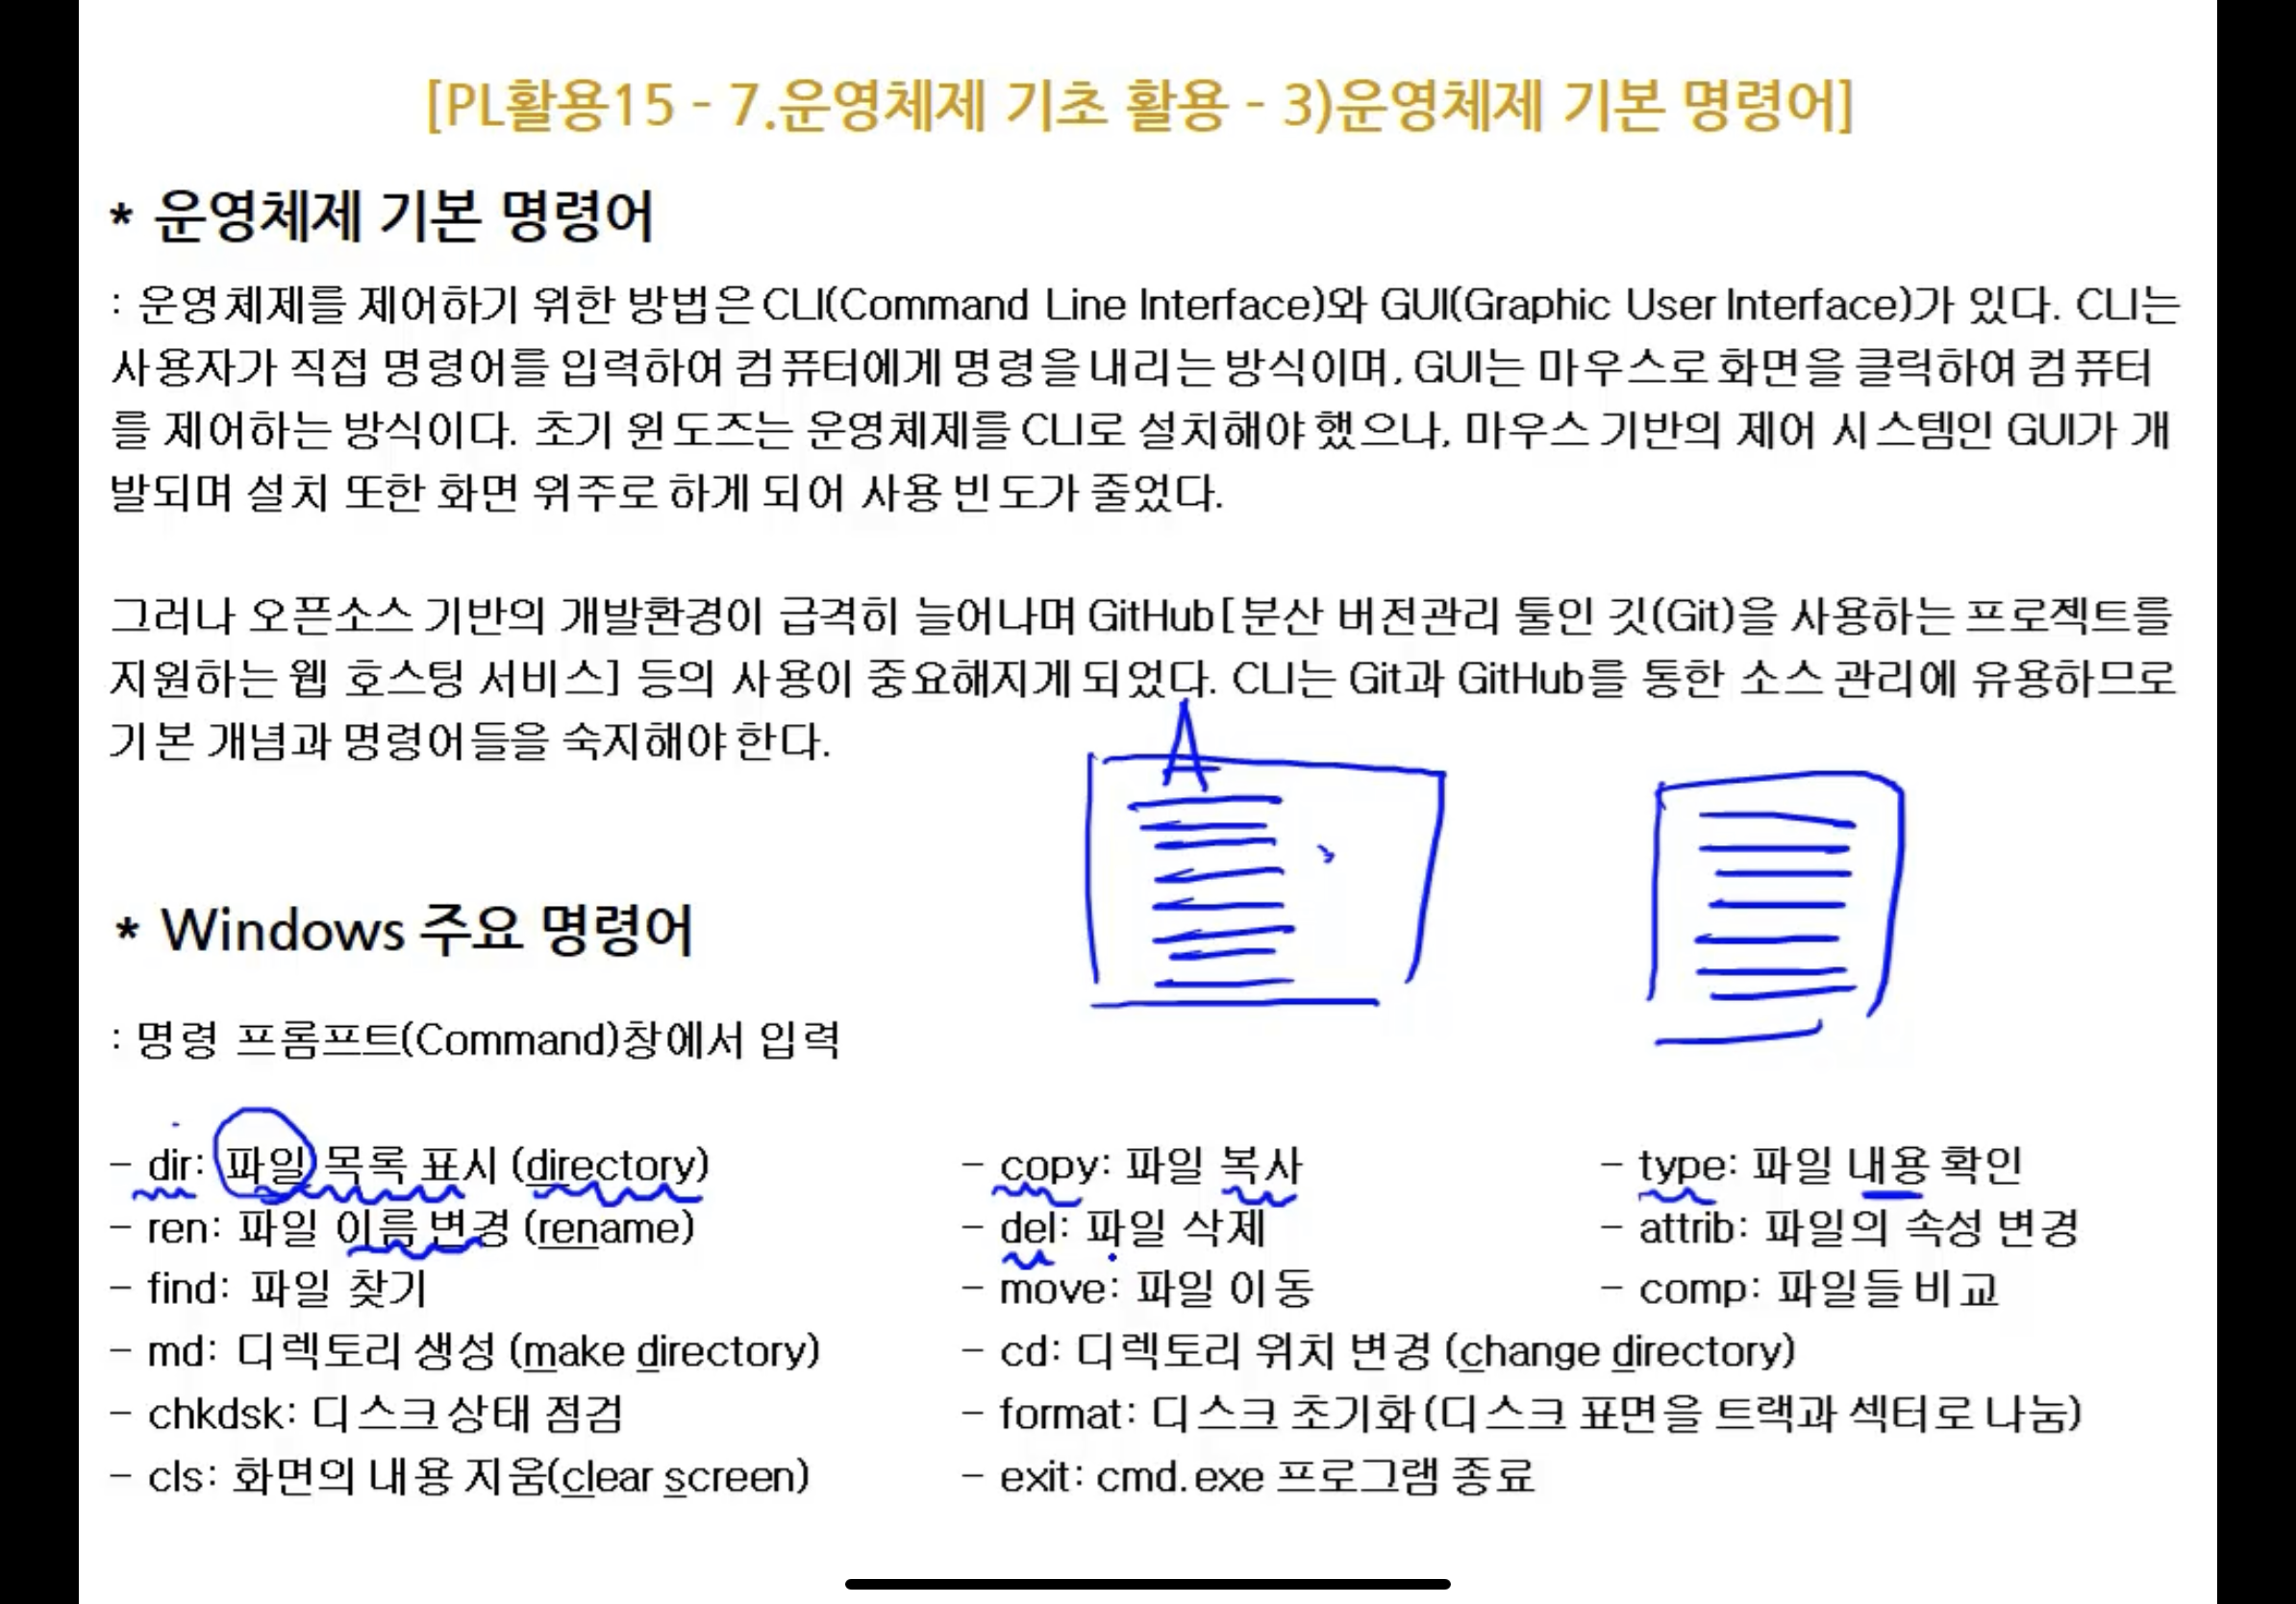 [PL활용15 - 7.운영체제 기초 활용 - 3)운영체제 기본 명령어]
* 운영체제 기본 명령어
: 운영체제를 제어하기 위한 방법은 CLI(Command Line Interface)와 GUI(Graphic User Interface)가 있다. CLI는
사용자가 직접 명령어를 입력하여 컴퓨터에게 명령을 내리는 방식이며, GUI는 마우스로 화면을 클릭하여 컴퓨터
를 제어하는 방식이다. 초기 윈도즈는 운영체제를 CLI로 설치해야 했으나, 마우스 기반의 제어 시스템인 GUI가 개
발되며 설치 또한 화면 위주로 하게 되어 사용 빈도가 줄었다.
그러나 오픈소스 기반의 개발환경이 급격히 늘어나며 GitHub[분산 버전관리 툴인 깃(Git)을 사용하는 프로젝트를
지원하는 웹 호스팅 서비스] 등의 사용이 중요해지게 되었다. CLI는 Git과 GitHub를 통한 소스 관리에 유용하므로
기본 개념과 명령어들을 숙지해야 한다.
A
* Windows 주요 명령어
: 명령 프롬프트(Command)창에서 입력
- dir: 파일 목록 표시 (directory) - copy: 파일 복사 - type: 파일 내용 확인
- ren: 파일 이름 변경 (rename) - del: 파일 삭제 - attrib: 파일의 속성 변경
- find: 파일 찾기 - move: 파일 이동 - comp: 파일들 비교
- md: 디렉토리 생성 (make directory) - cd: 디렉토리 위치 변경 (change directory)
- chkdsk: 디스크 상태 점검 - format: 디스크 초기화(디스크 표면을 트랙과 섹터로 나눔)
- cls: 화면의 내용 지움(clear screen) - exit: cmd.exe 프로그램 종료